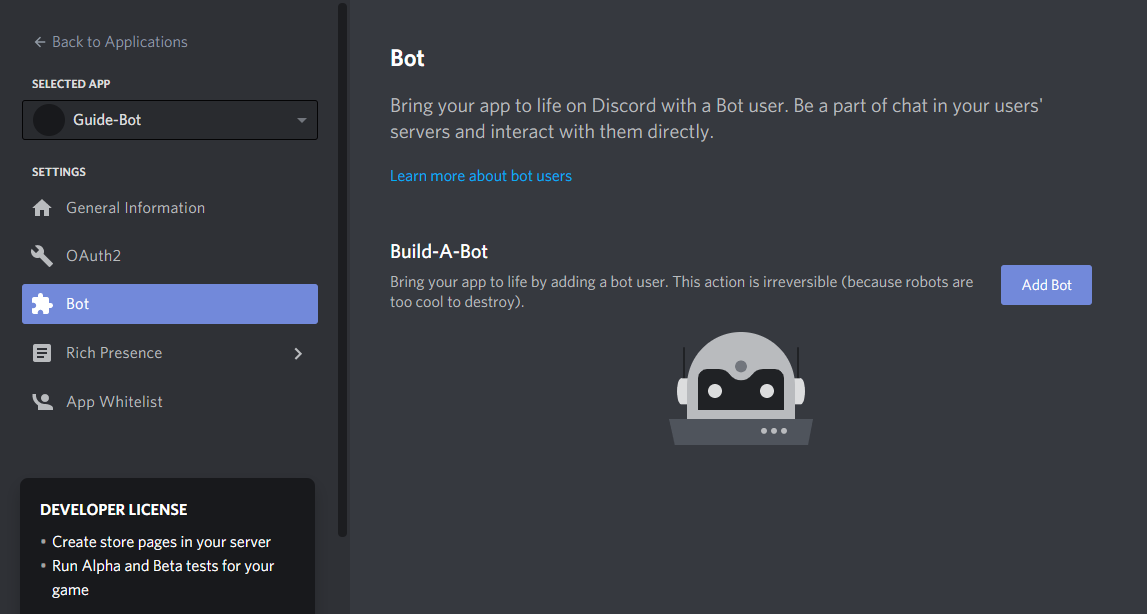 Back to Applications
SELECTED APP
Guide-Bot
SETTINGS
General Information
OAuth2
Bot
Rich Presence
App Whitelist
DEVELOPER LICENSE
• Create store pages in your server
• Run Alpha and Beta tests for your
game
Bot
Bring your app to life on Discord with a Bot user. Be a part of chat in your users'
servers and interact with them directly.
Learn more about bot users
Build-A-Bot
Bring your app to life by adding a bot user. This action is irreversible (because robots are
too cool to destroy).
Add Bot